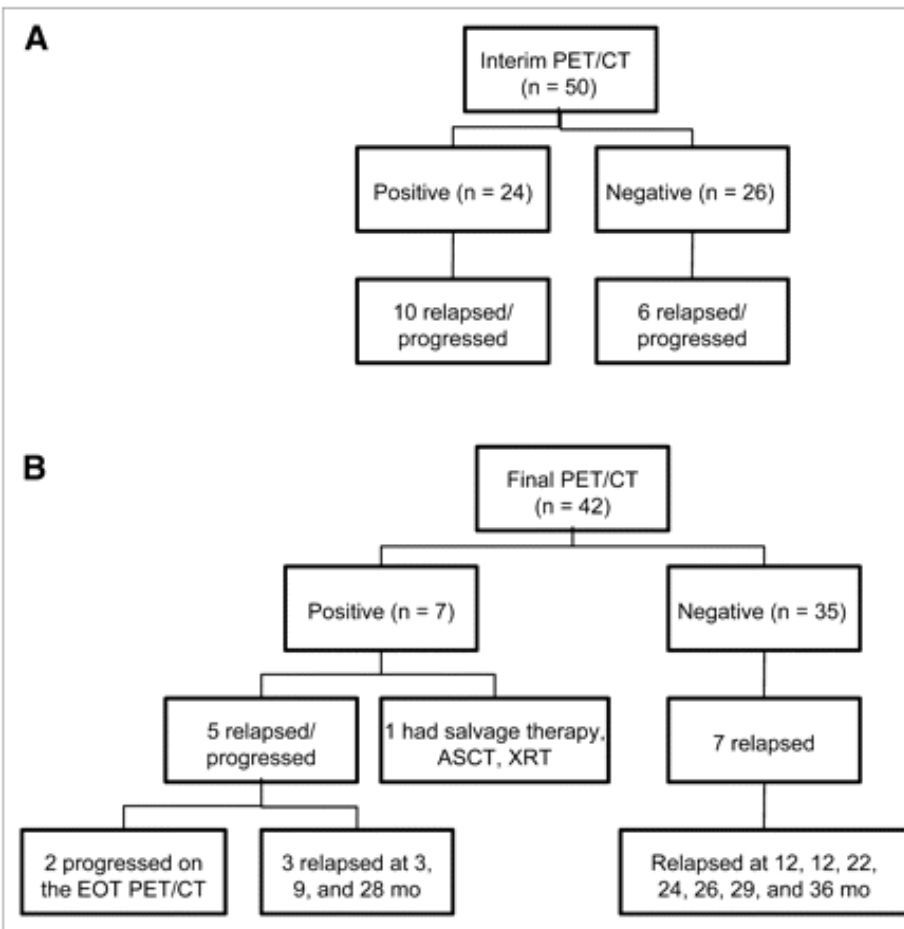 A
Interim PET/CT
(n = 50)
Positive (n = 24)
Negative (n = 26)
10 relapsed/
progressed
6 relapsed/
progressed
B
Final PET/CT
(n = 42)
Positive (n = 7)
Negative (n = 35)
5 relapsed/
progressed
1 had salvage therapy,
ASCT, XRT
7 relapsed
2 progressed on
the EOT PET/CT
3 relapsed at 3,
9, and 28 mo
Relapsed at 12, 12, 22,
24, 26, 29, and 36 mo